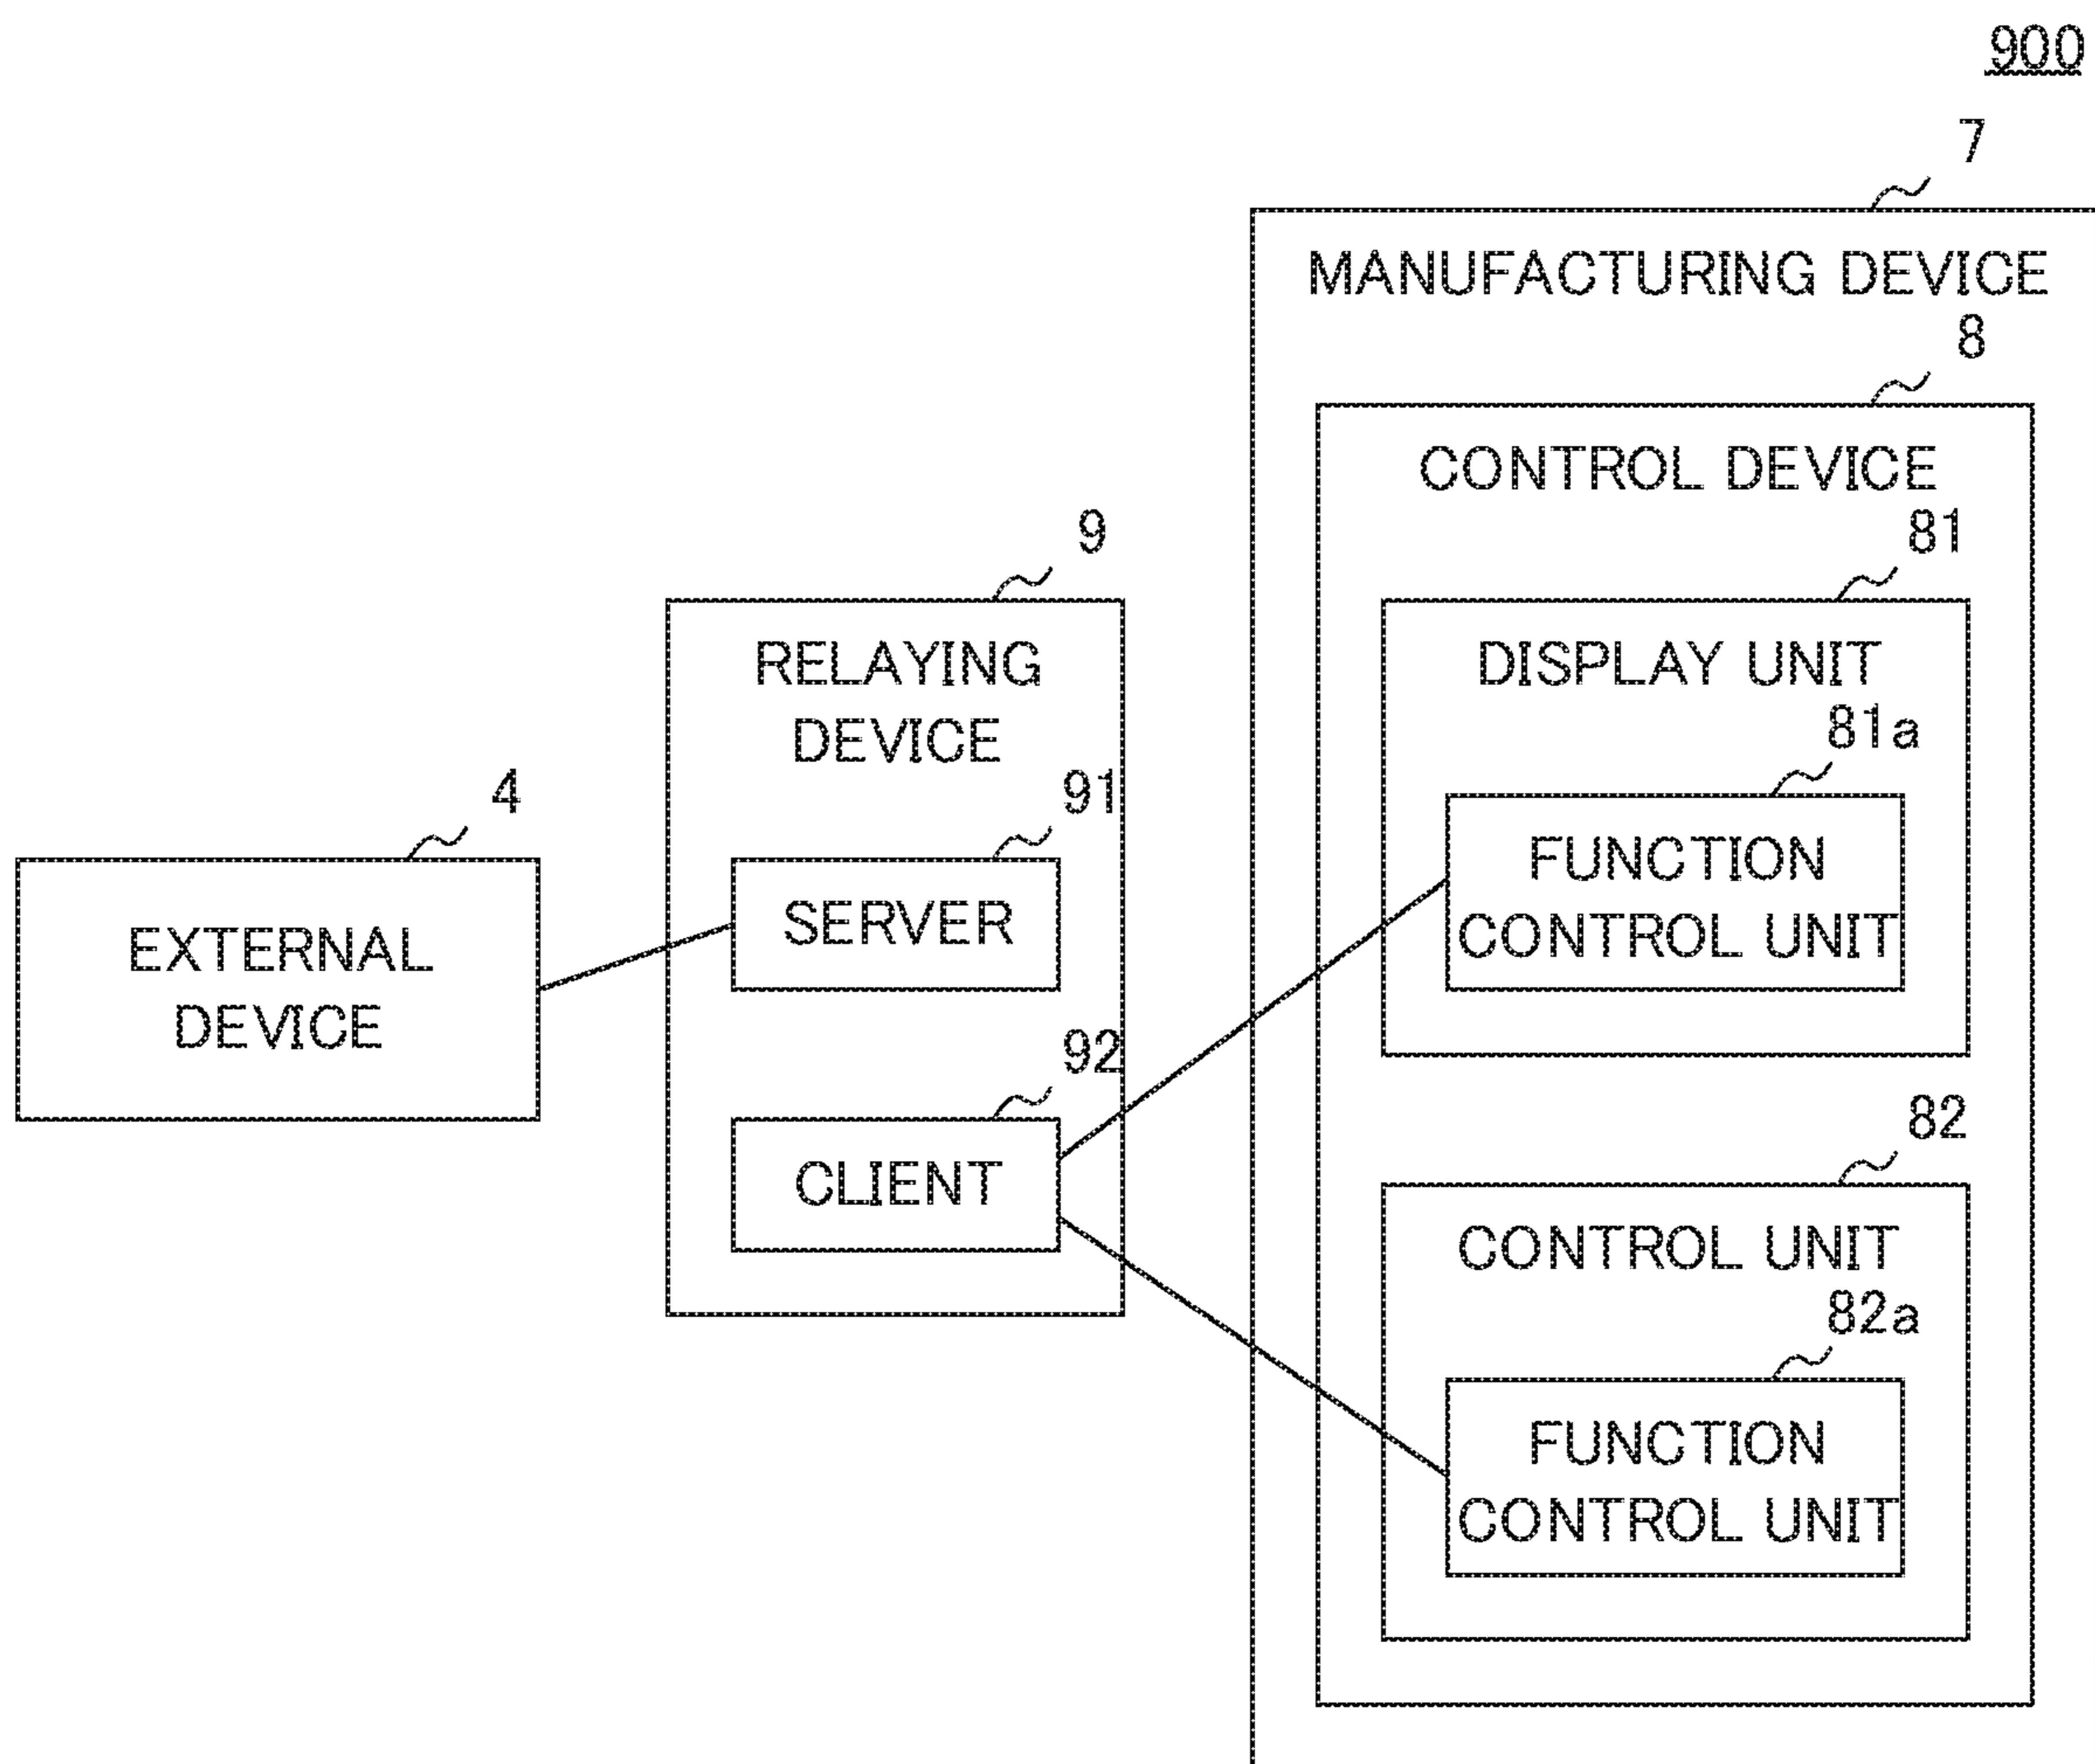 900
7
MANUFACTURING DEVICE
8
CONTROL DEVICE
81
DISPLAY UNIT
81a
FUNCTION
CONTROL UNIT
82
CONTROL UNIT
82a
FUNCTION
CONTROL UNIT
9
RELAYING
DEVICE
91
SERVER
92
CLIENT
4
EXTERNAL
DEVICE